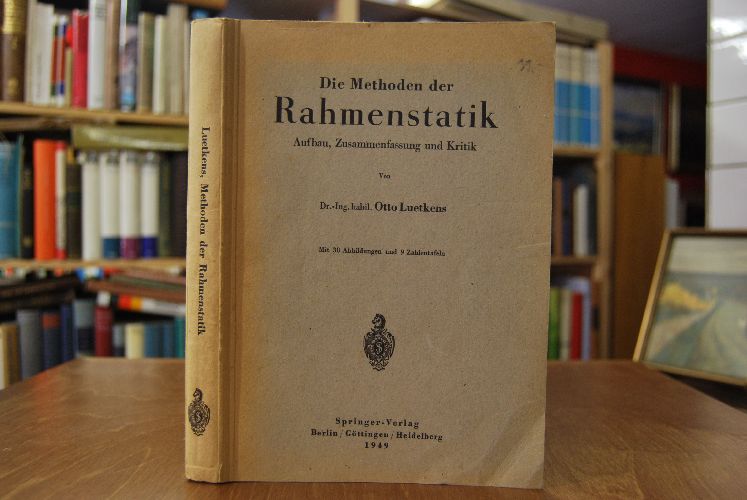 39.-
Die Methoden der
Rahmenstatik
Aufbau, Zusammenfassung und Kritik
Von
Dr.-Ing. habil. Otto Luetkens
Mit 30 Abbildungen und 9 Zahlentafeln
Springer-Verlag
Berlin / Göttingen / Heidelberg
1949
Luetkens, Methoden der Rahmenstatik